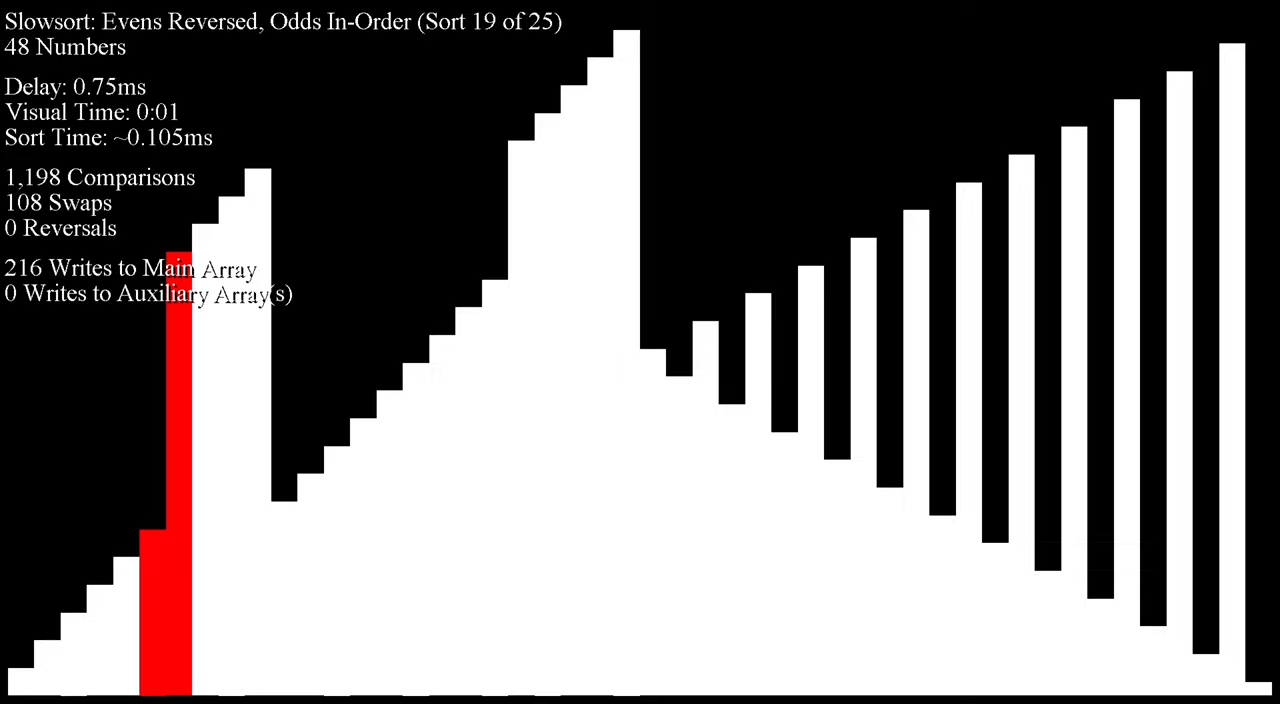 Slowsort: Evens Reversed, Odds In-Order (Sort 19 of 25)
48 Numbers
Delay: 0.75ms
Visual Time: 0:01
Sort Time: ~0.105ms
1,198 Comparisons
108 Swaps
0 Reversals
216 Writes to Main Array
0 Writes to Auxiliary Array(s)